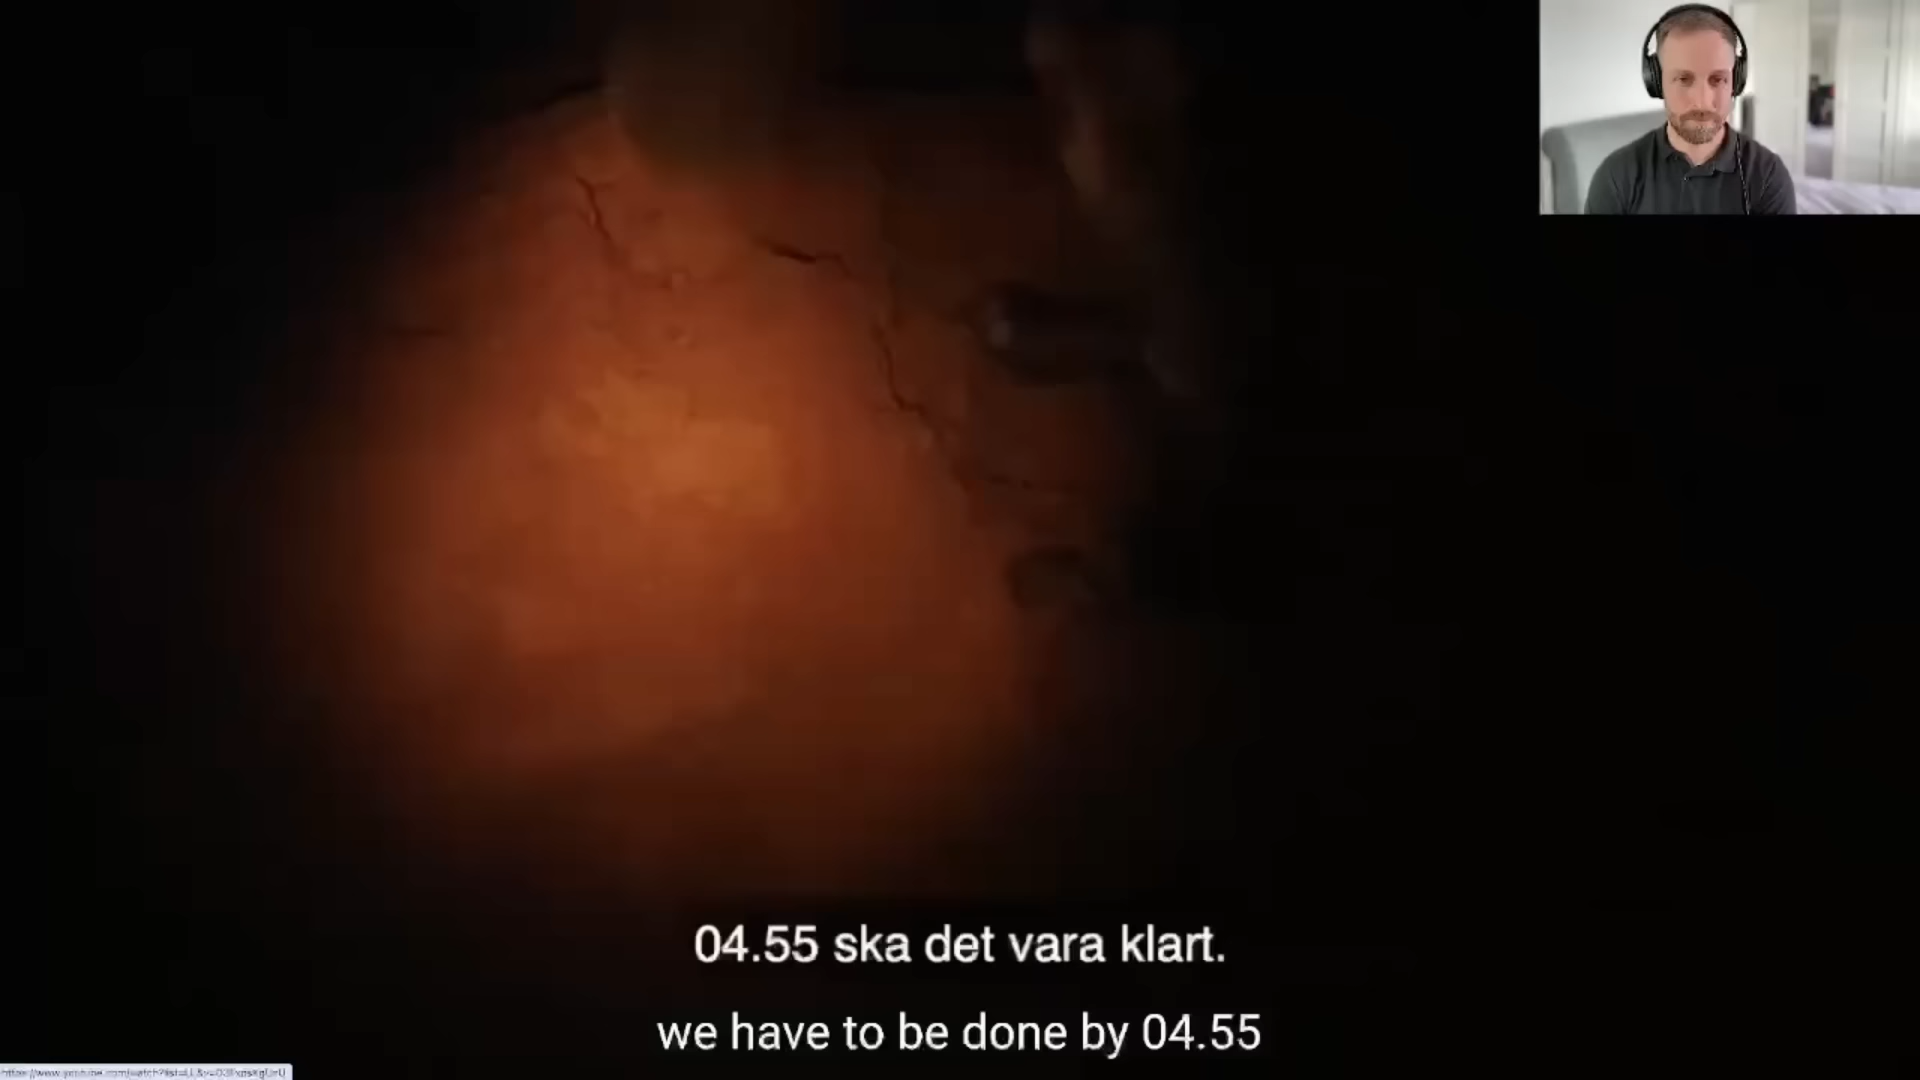 04.55 ska det vara klart.
we have to be done by 04.55